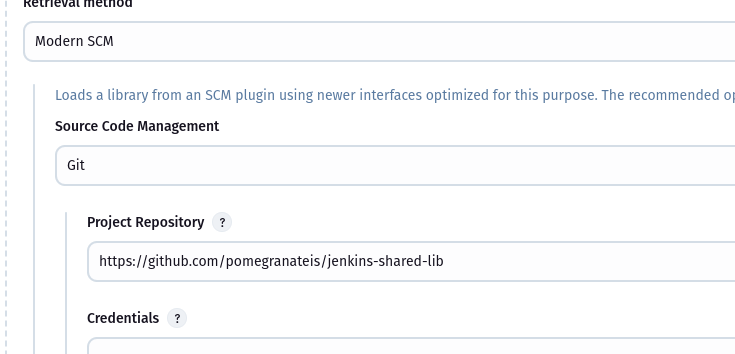 Retrieval method
Modern SCM
Loads a library from an SCM plugin using newer interfaces optimized for this purpose. The recommended
Source Code Management
Git
Project Repository ?
https://github.com/pomegranateis/jenkins-shared-lib
Credentials ?